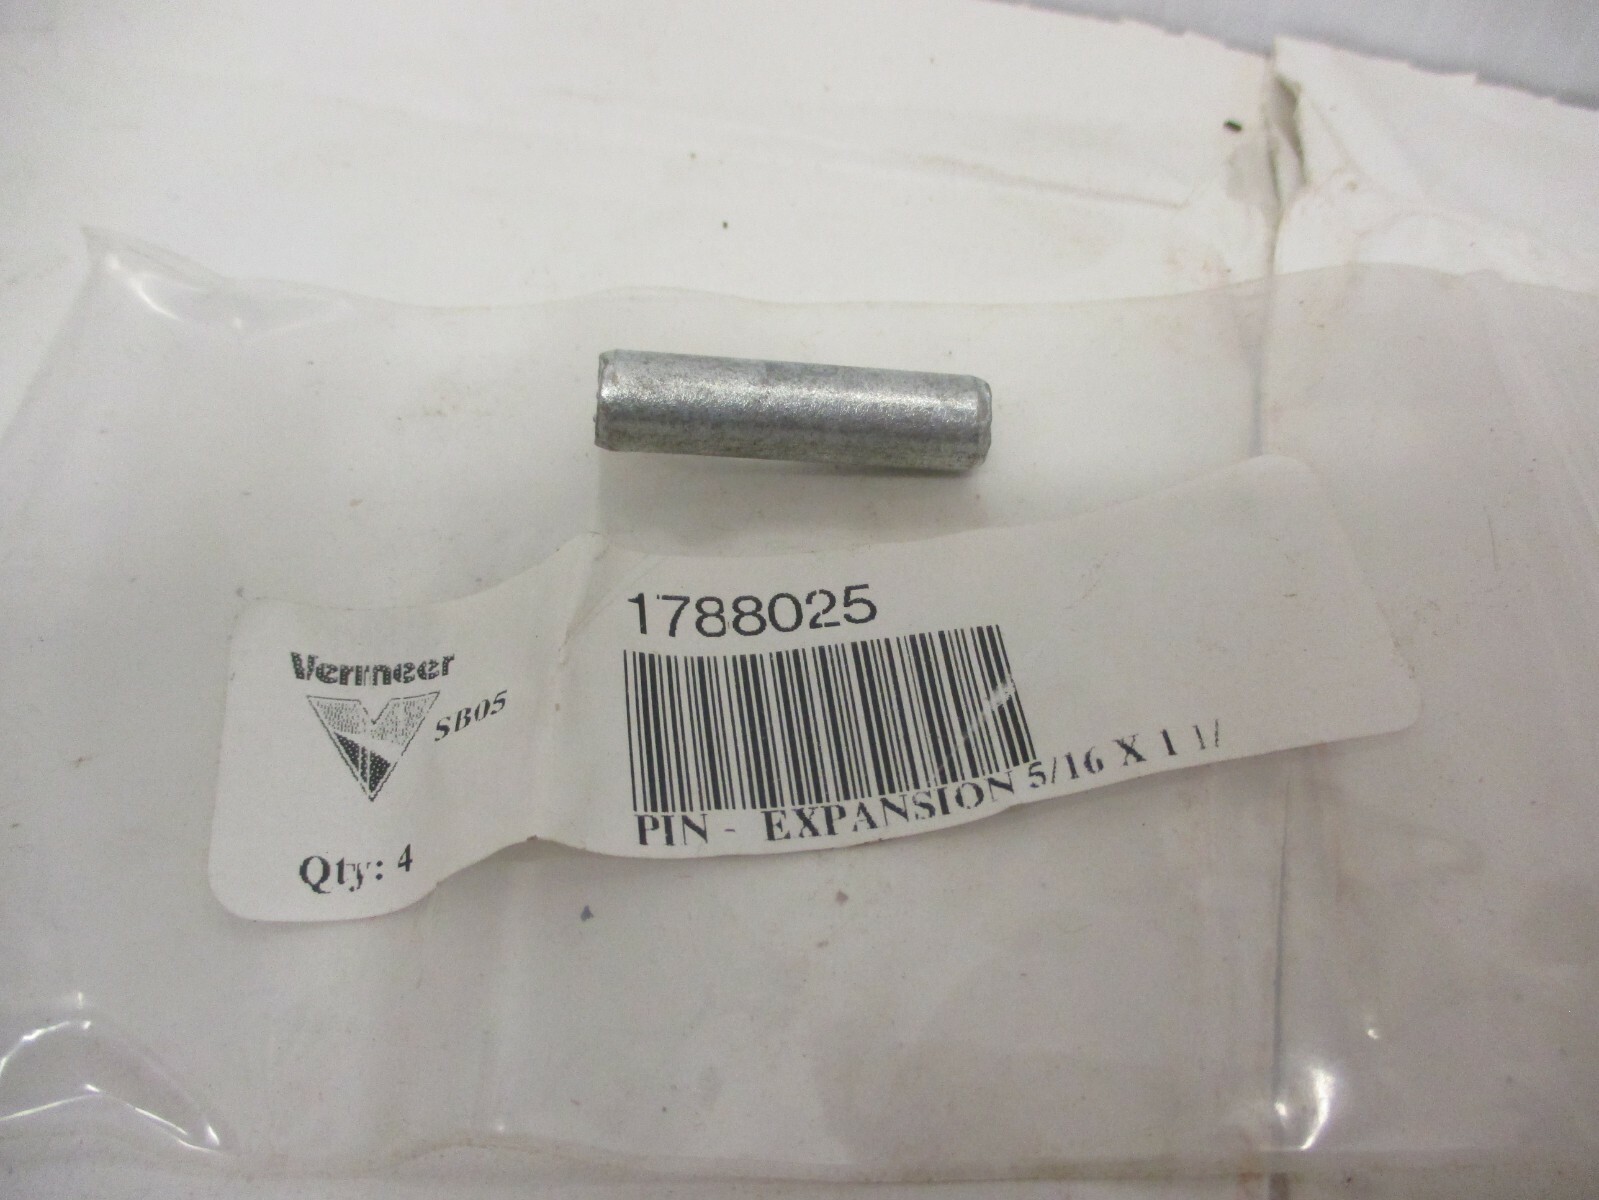 1788025
Vermeer
SB05
PIN - EXPANSION 5/16 X 1 1/
Qty: 4